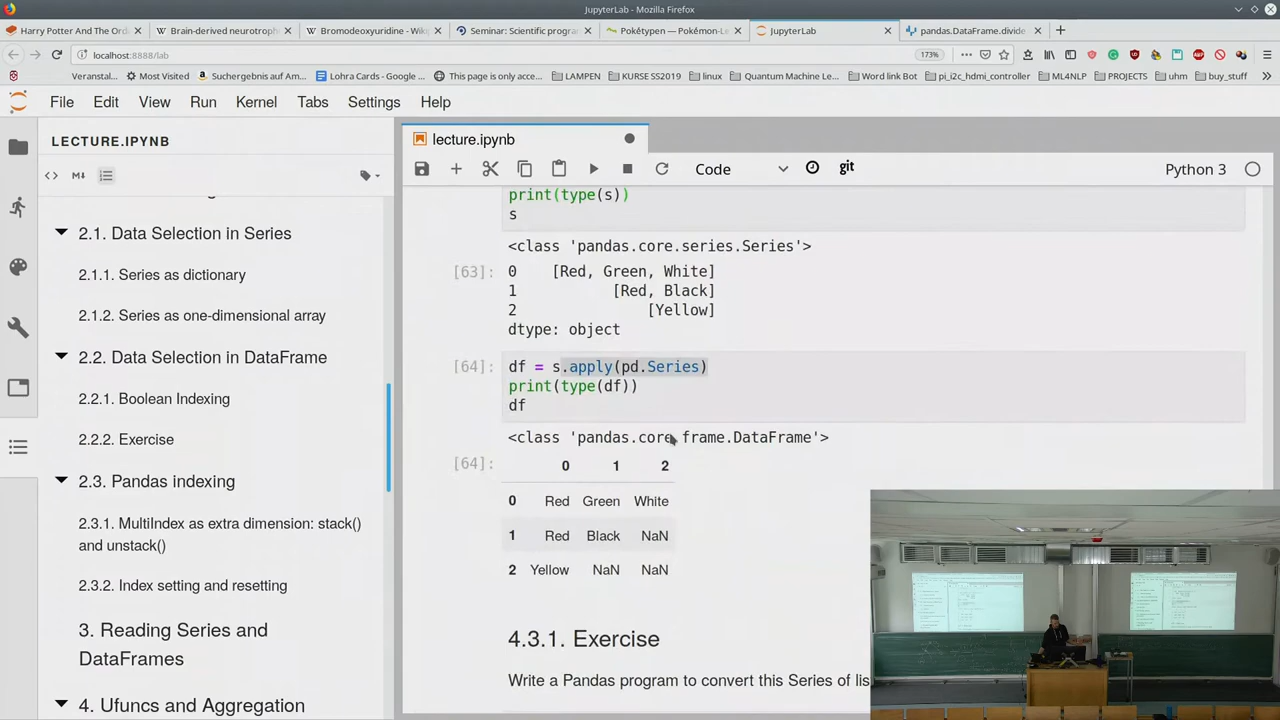 JupyterLab - Mozilla Firefox
Harry Potter And The Ord
Brain-derived neurotroph
Bromodeoxyuridine - Wikip
Seminar: Scientific program
Pokétypen — Pokémon-Le
JupyterLab
pandas.DataFrame.divide
localhost:8888/lab
173%
Veranstal...
Most Visited
Suchergebnis auf Am...
Lohra Cards - Google ...
This page is only acce...
LAMPEN
KURSE SS2019
linux
Quantum Machine Le...
Word link Bot
pi_i2c_hdmi_controller
ML4NLP
PROJECTS
uhm
buy_stuff
File Edit View Run Kernel Tabs Settings Help
LECTURE.IPYNB
2.1. Data Selection in Series
2.1.1. Series as dictionary
2.1.2. Series as one-dimensional array
2.2. Data Selection in DataFrame
2.2.1. Boolean Indexing
2.2.2. Exercise
2.3. Pandas indexing
2.3.1. MultiIndex as extra dimension: stack()
and unstack()
2.3.2. Index setting and resetting
3. Reading Series and
DataFrames
4. Ufuncs and Aggregation
lecture.ipynb
Code
git
Python 3
print(type(s))
s
<class 'pandas.core.series.Series'>
[63]: 0 [Red, Green, White]
1 [Red, Black]
2 [Yellow]
dtype: object
[64]: df = s.apply(pd.Series)
print(type(df))
df
<class 'pandas.core.frame.DataFrame'>
[64]: 0 1 2
0 Red Green White
1 Red Black NaN
2 Yellow NaN NaN
4.3.1. Exercise
Write a Pandas program to convert this Series of lis